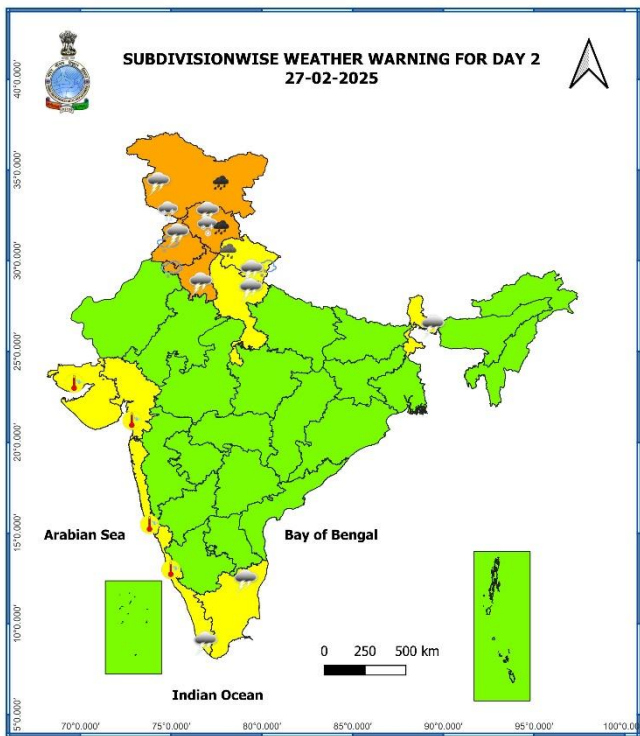 SUBDIVISIONWISE WEATHER WARNING FOR DAY 2
27-02-2025
40°0.000'
35°0.000'
30°0.000'
25°0.000'
20°0.000'
15°0.000'
10°0.000'
5°0.000'
Arabian Sea
Bay of Bengal
0 250 500 km
Indian Ocean
70°0.000' 75°0.000' 80°0.000' 85°0.000' 90°0.000' 95°0.000' 100°0.0